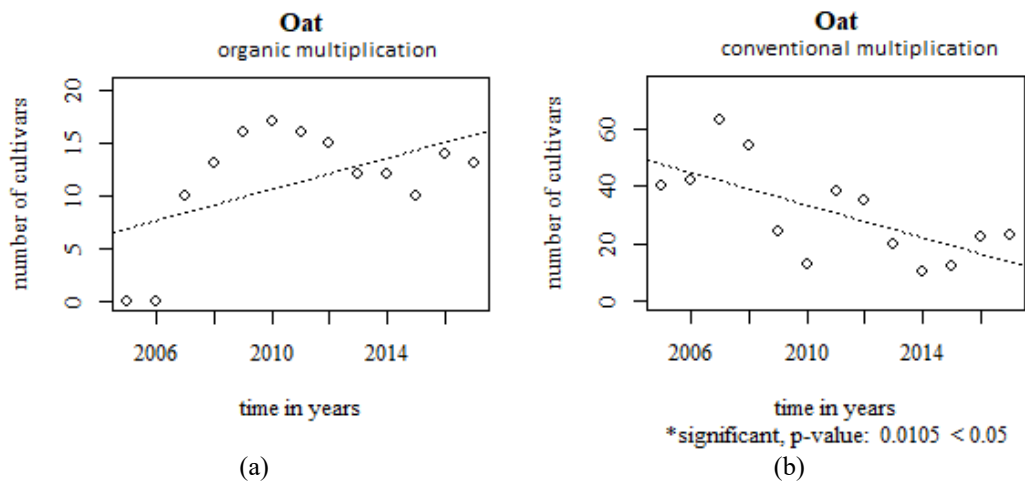 Oat
organic multiplication
number of cultivars
20
15
10
5
0
2006 2010 2014
time in years
(a)
Oat
conventional multiplication
number of cultivars
60
40
20
0
2006 2010 2014
time in years
*significant, p-value: 0.0105 < 0.05
(b)